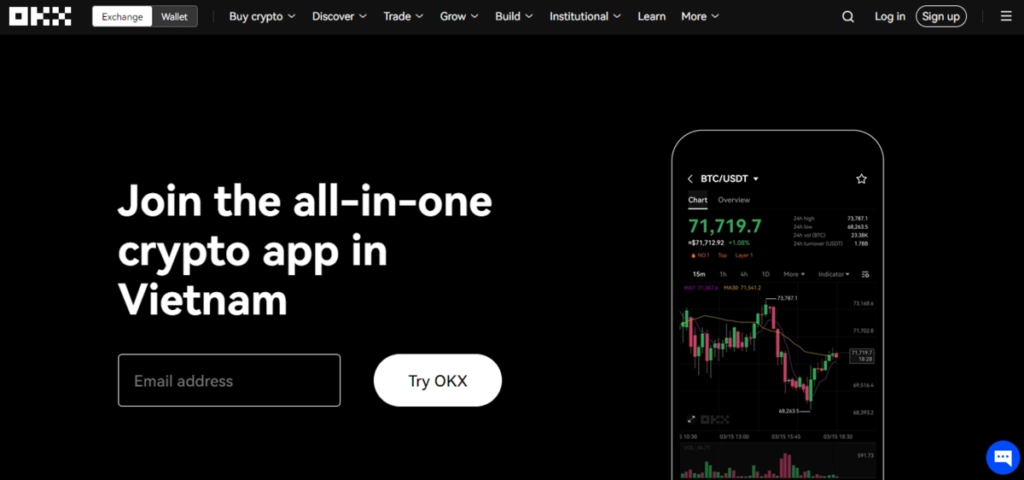 OKX
Exchange
Wallet
Buy crypto
Discover
Trade
Grow
Build
Institutional
Learn
More
Log in
Sign up
Join the all-in-one
crypto app in
Vietnam
Email address
Try OKX
BTC/USDT
Chart
Overview
71,719.7
≈$71,712.92 +1.08%
NO.1 Top Layer 1
24h high 73,787.1
24h low 68,263.5
24h vol (BTC) 23.38K
24h turnover (USDT) 1.78B
15m 1h 4h 1D More Indicator
MA30: 71,541.2
73,787.1
73,168.6
71,702.8
71,719.7
18:28
69,516.4
68,263.5
68,393.2
OKX
5 10:30 03/15 13:00 03/15 15:40 03/15 18:30
591.73